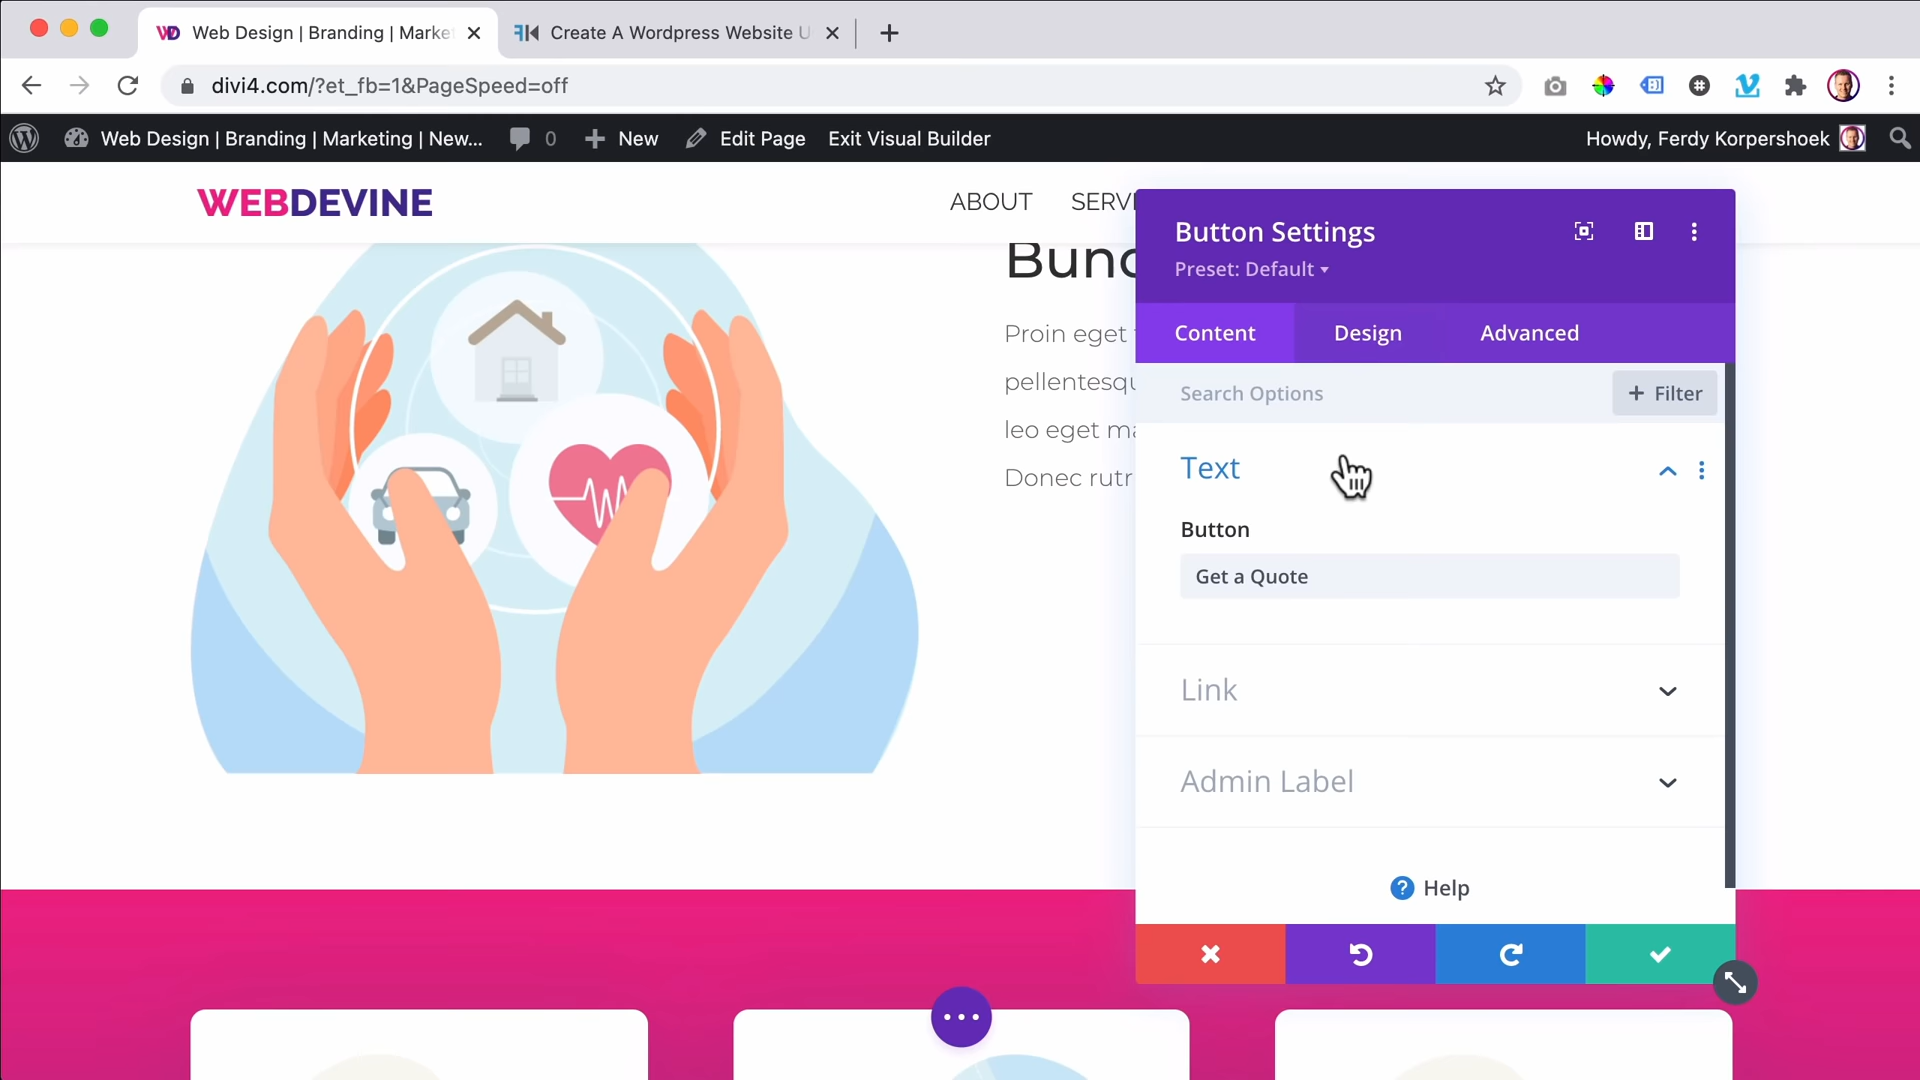 Web Design | Branding | Marke
Create A Wordpress Website U
divi4.com/?et_fb=1&PageSpeed=off
Web Design | Branding | Marketing | New...
0
New
Edit Page
Exit Visual Builder
Howdy, Ferdy Korpershoek
WEBDEVINE
ABOUT
SERV
Button Settings
Preset: Default
Content
Design
Advanced
Search Options
+ Filter
Text
Button
Get a Quote
Link
Admin Label
Help
Proin eget
pellentesq
leo eget ma
Donec rutr